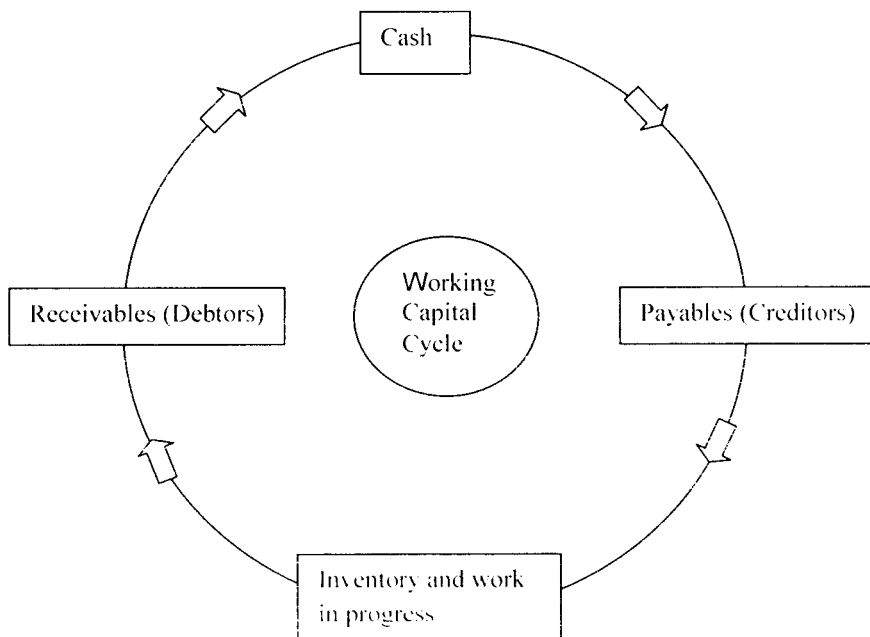 Cash
Receivables (Debtors)
Working
Capital
Cycle
Payables (Creditors)
Inventory and work
in progress